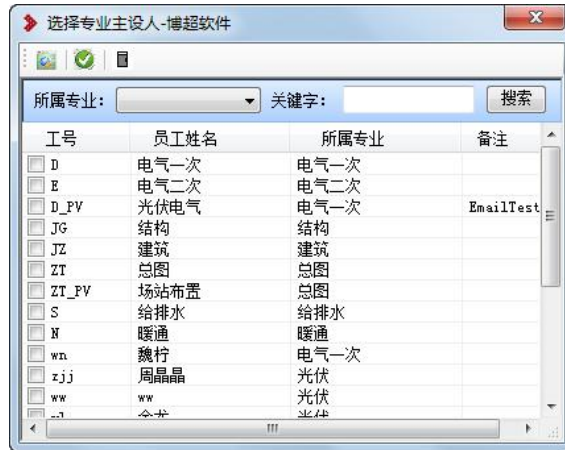 选择专业主设人-博超软件
所属专业： 关键字： 搜索
工号 员工姓名 所属专业 备注
D 电气一次 电气一次
E 电气二次 电气二次
D_PV 光伏电气 电气一次 EmailTest
JG 结构 结构
JZ 建筑 建筑
ZT 总图 总图
ZT_PV 场站布置 总图
S 给排水 给排水
N 暖通 暖通
wn 魏柠 电气一次
zjj 周晶晶 光伏
ww ww 光伏
光伏